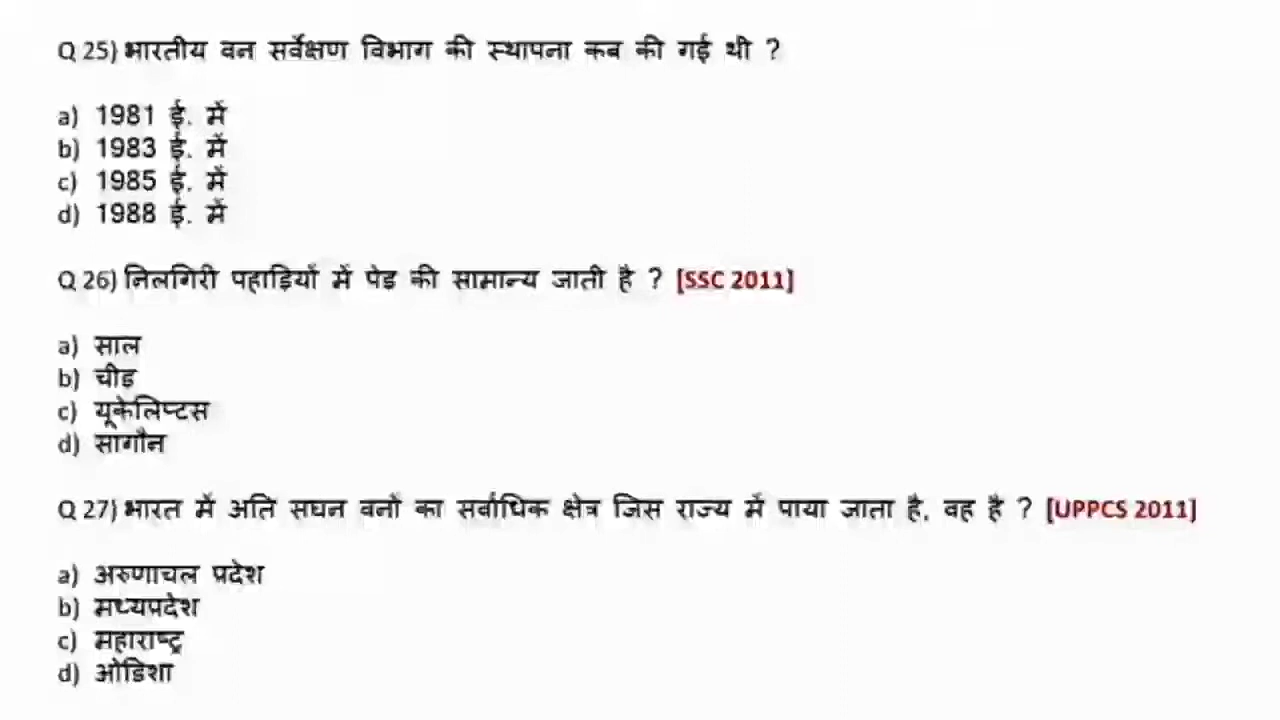 Q 25) भारतीय वन सर्वेक्षण विभाग की स्थापना कब की गई थी ?
a) 1981 ई. में
b) 1983 ई. में
c) 1985 ई. में
d) 1988 ई. में
Q 26) निलगिरी पहाड़ियों में पेड की सामान्य जाती है ? [SSC 2011]
a) साल
b) चीड
c) यूकेलिप्टस
d) सागौन
Q 27) भारत में अति सघन वनों का सर्वाधिक क्षेत्र जिस राज्य में पाया जाता है, वह है ? [UPPCS 2011]
a) अरुणाचल प्रदेश
b) मध्यप्रदेश
c) महाराष्ट्र
d) ओडिशा